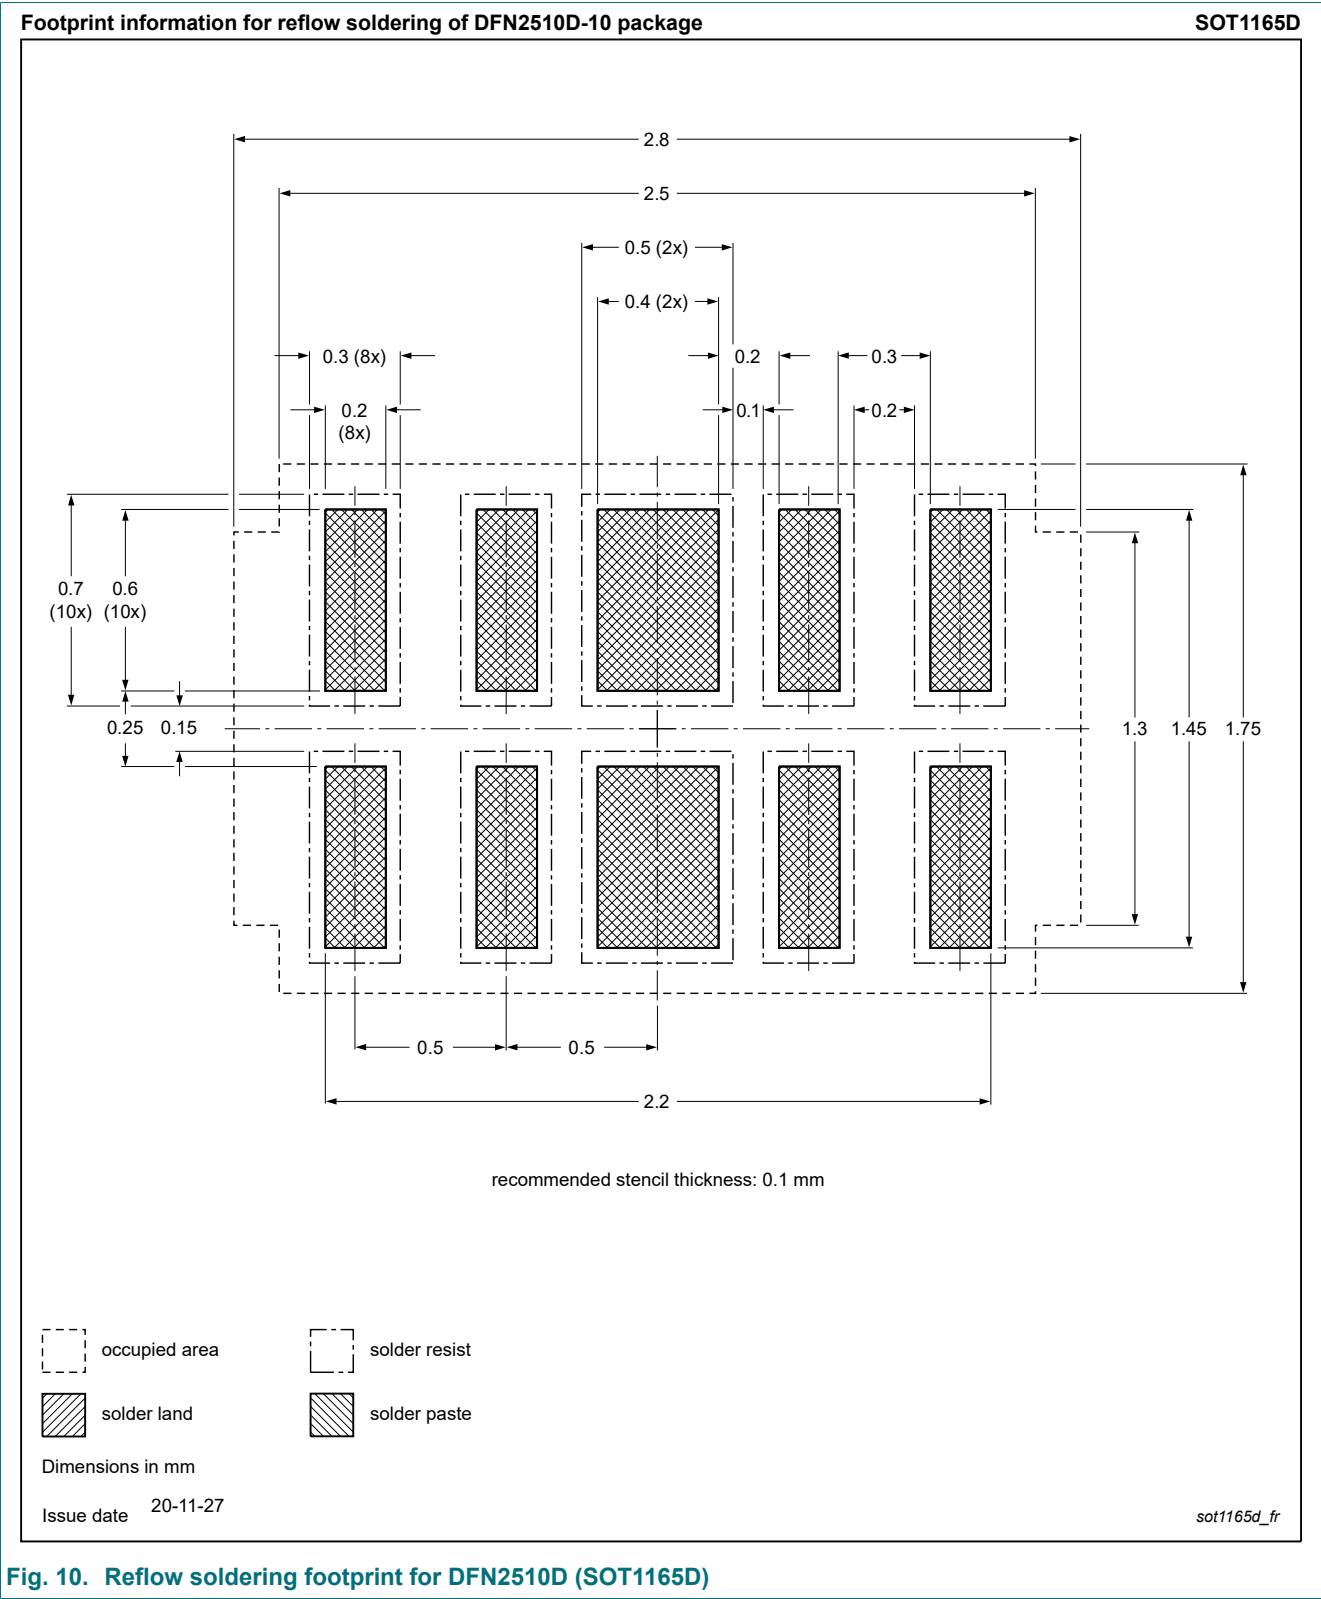 Footprint information for reflow soldering of DFN2510D-10 package SOT1165D
2.8
2.5
0.5 (2x)
0.4 (2x)
0.3 (8x) 0.2 0.3
0.2 0.1 0.2
(8x)
0.7 0.6
(10x) (10x)
0.25 0.15 1.3 1.45 1.75
0.5 0.5
2.2
recommended stencil thickness: 0.1 mm
occupied area solder resist
solder land solder paste
Dimensions in mm
Issue date 20-11-27 sot1165d_fr
Fig. 10. Reflow soldering footprint for DFN2510D (SOT1165D)